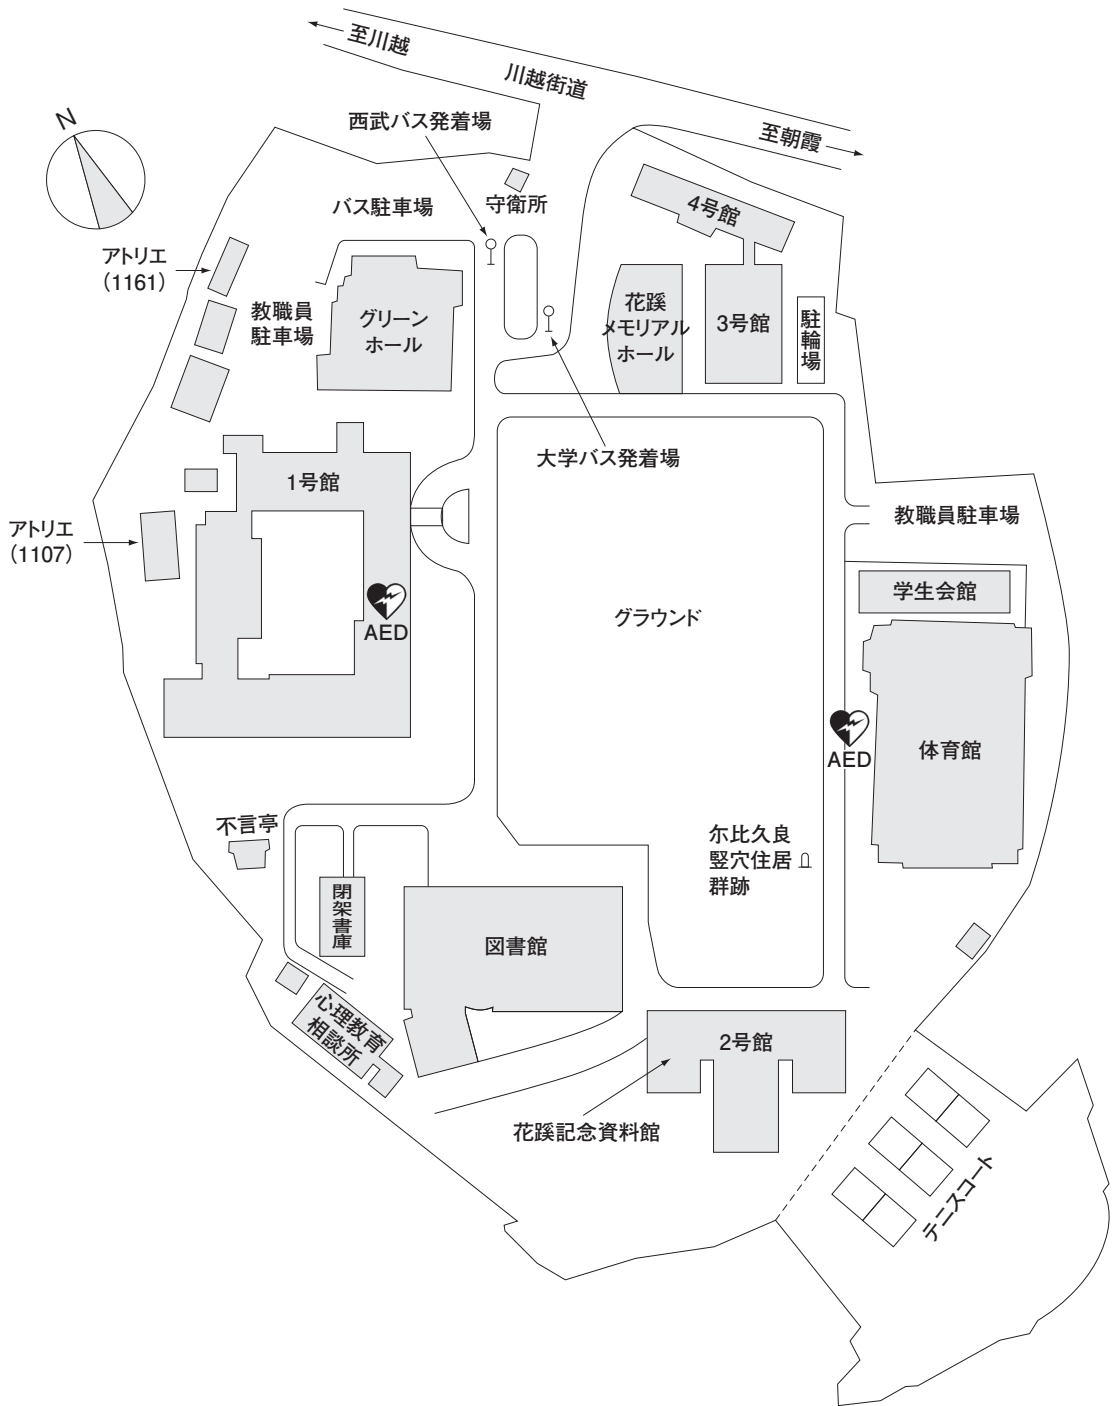 至川越
川越街道
至朝霞
N
西武バス発着場
守衛所
バス駐車場
4号館
アトリエ
(1161)
教職員
駐車場
グリーン
ホール
花蹊
メモリアル
ホール
3号館
駐輪場
大学バス発着場
1号館
教職員駐車場
アトリエ
(1107)
学生会館
AED
グラウンド
AED
体育館
不言亭
尓比久良
竪穴住居
群跡
閉架書庫
図書館
心理教育
相談所
2号館
花蹊記念資料館
テニスコート